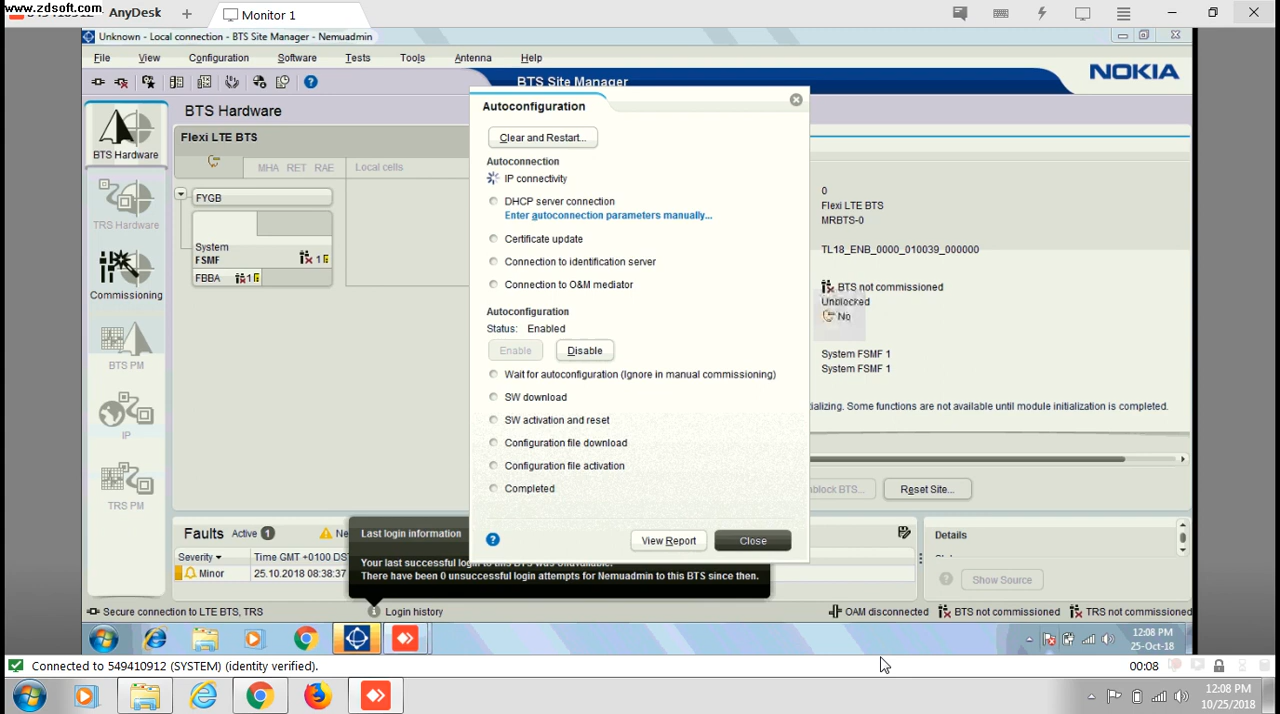 www.zdsoft.com
AnyDesk
Monitor 1
Unknown - Local connection - BTS Site Manager - Nemuadmin
File View Configuration Software Tests Tools Antenna Help
BTS Site Manager
NOKIA
BTS Hardware
TRS Hardware
Commissioning
BTS PM
IP
TRS PM
BTS Hardware
Flexi LTE BTS
MHA RET RAE Local cells
FYGB
System
FSMF 1
FBBA 1
Autoconfiguration
Clear and Restart...
Autoconnection
IP connectivity
DHCP server connection
Enter autoconnection parameters manually...
Certificate update
Connection to identification server
Connection to O&M mediator
Autoconfiguration
Status: Enabled
Enable Disable
Wait for autoconfiguration (Ignore in manual commissioning)
SW download
SW activation and reset
Configuration file download
Configuration file activation
Completed
View Report Close
0
Flexi LTE BTS
MRBTS-0
TL18_ENB_0000_010039_000000
BTS not commissioned
Unblocked
No
System FSMF 1
System FSMF 1
ializing. Some functions are not available until module initialization is completed.
block BTS... Reset Site...
Faults Active 1 Ne
Severity Time GMT +0100 DST
Minor 25.10.2018 08:38:37
Last login information
Your last successful login to this BTS was unavailable.
There have been 0 unsuccessful login attempts for Nemuadmin to this BTS since then.
Details
Show Source
Secure connection to LTE BTS, TRS
Login history
OAM disconnected BTS not commissioned TRS not commissioned
12:08 PM
25-Oct-18
Connected to 549410912 (SYSTEM) (identity verified).
00:08
12:08 PM
10/25/2018